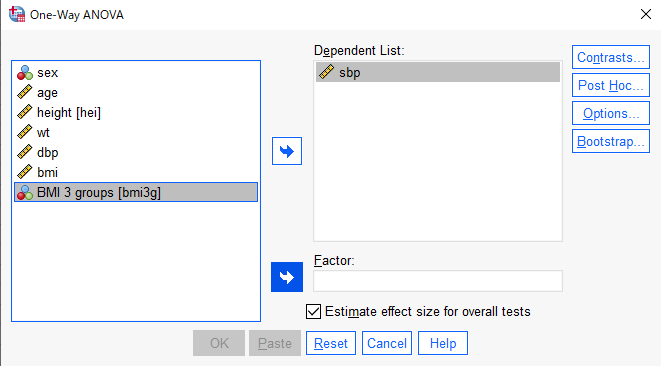 One-Way ANOVA
Dependent List:
sex
age
height [hei]
wt
dbp
bmi
BMI 3 groups [bmi3g]
sbp
Contrasts...
Post Hoc...
Options...
Bootstrap...
Factor:
Estimate effect size for overall tests
OK
Paste
Reset
Cancel
Help